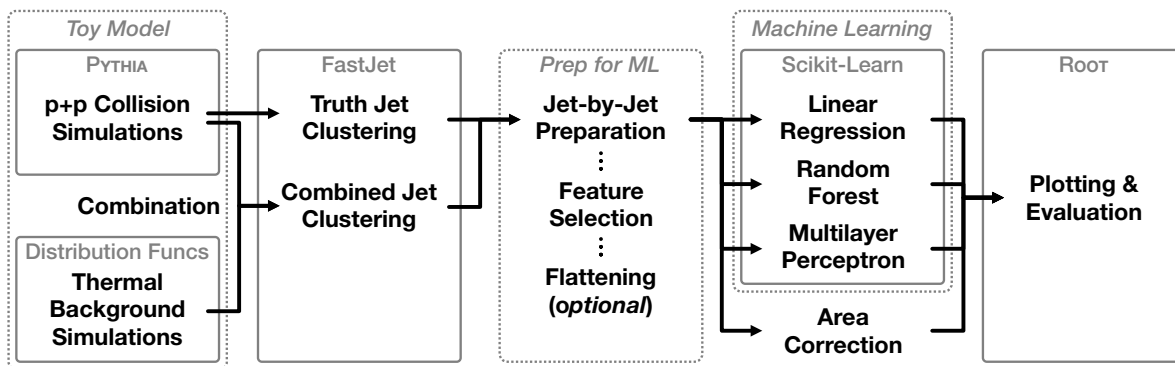 Toy Model
PYTHIA
p+p Collision
Simulations
Combination
Distribution Funcs
Thermal
Background
Simulations
FastJet
Truth Jet
Clustering
Combined Jet
Clustering
Prep for ML
Jet-by-Jet
Preparation
Feature
Selection
Flattening
(optional)
Machine Learning
Scikit-Learn
Linear
Regression
Random
Forest
Multilayer
Perceptron
Area
Correction
ROOT
Plotting &
Evaluation